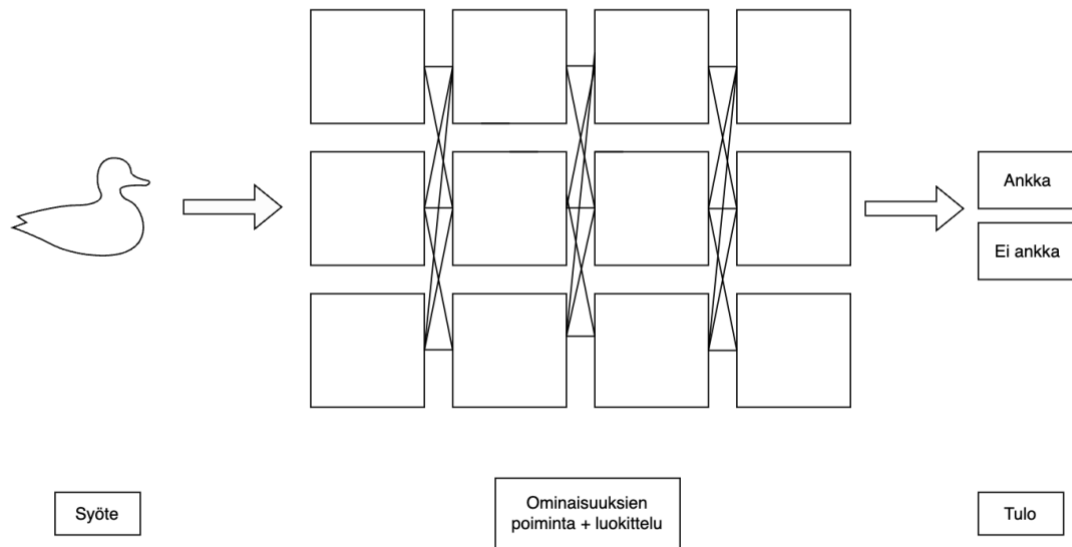 Ankka
Ei ankka
Syöte
Ominaisuuksien
poiminta + luokittelu
Tulo